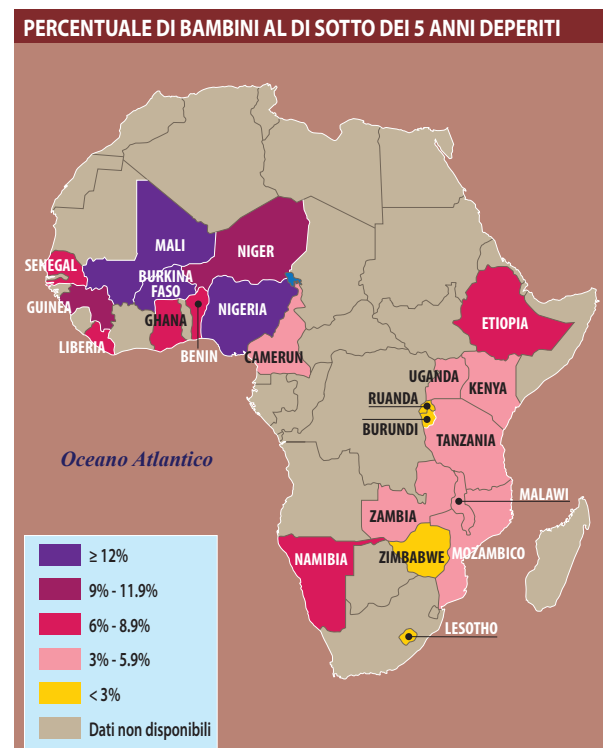 PERCENTUALE DI BAMBINI AL DI SOTTO DEI 5 ANNI DEPERITI
MALI
NIGER
SENEGAL
BURKINA
FASO
NIGERIA
GUINEA
GHANA
ETIOPIA
LIBERIA
BENIN
CAMERUN
UGANDA
KENYA
RUANDA
BURUNDI
TANZANIA
Oceano Atlantico
MALAWI
ZAMBIA
NAMIBIA
ZIMBABWE
MOZAMBICO
LESOTHO
≥ 12%
9% - 11.9%
6% - 8.9%
3% - 5.9%
< 3%
Dati non disponibili